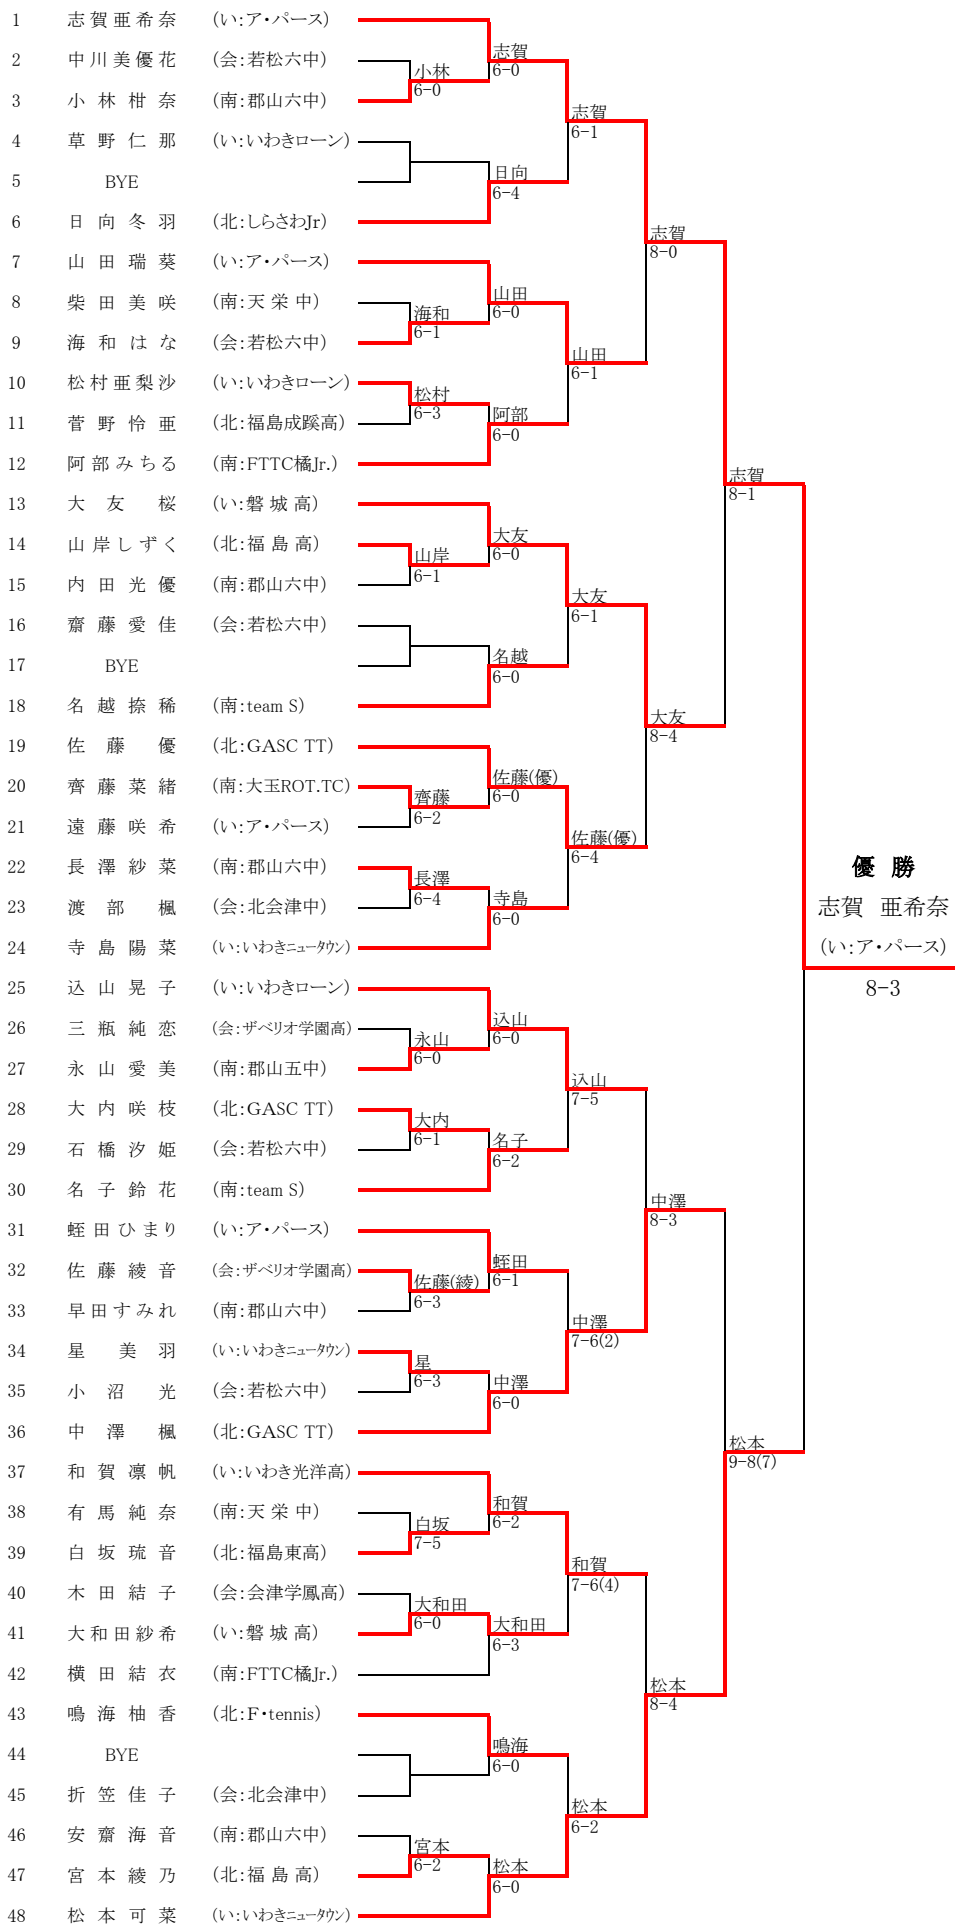 1 志賀亜希奈 (い:ア・パース)
志賀
2 中川美優花 (会:若松六中)
小林 6-0
6-0
3 小林柑奈 (南:郡山六中)
志賀
6-1
4 草野仁那 (い:いわきローン)
日向
5 BYE
6-4
6 日向冬羽 (北:しらさわJr)
志賀
8-0
7 山田瑞葵 (い:ア・パース)
山田
8 柴田美咲 (南:天栄中)
海和 6-0
6-1
9 海和はな (会:若松六中)
山田
6-1
10 松村亜梨沙 (い:いわきローン)
松村
6-3 阿部
11 菅野怜亜 (北:福島成蹊高)
6-0
12 阿部みちる (南:FTTC橘Jr.)
志賀
8-1
13 大友桜 (い:磐城高)
大友
14 山岸しずく (北:福島高)
山岸 6-0
6-1
15 内田光優 (南:郡山六中)
大友
6-1
16 齋藤愛佳 (会:若松六中)
名越
17 BYE
6-0
18 名越捺稀 (南:team S)
大友
8-4
19 佐藤優 (北:GASC TT)
佐藤(優)
20 齊藤菜緒 (南:大玉ROT.TC)
齊藤 6-0
6-2
21 遠藤咲希 (い:ア・パース)
佐藤(優)
6-4
22 長澤紗菜 (南:郡山六中)
優勝
長澤
6-4 寺島
23 渡部楓 (会:北会津中)
志賀 亜希奈
6-0
24 寺島陽菜 (い:いわきニュータウン)
(い:ア・パース)
8-3
25 込山晃子 (い:いわきローン)
込山
26 三瓶純恋 (会:ザベリオ学園高)
永山 6-0
6-0
27 永山愛美 (南:郡山五中)
込山
7-5
28 大内咲枝 (北:GASC TT)
大内
6-1 名子
29 石橋汐姫 (会:若松六中)
6-2
30 名子鈴花 (南:team S)
中澤
8-3
31 蛭田ひまり (い:ア・パース)
蛭田
32 佐藤綾音 (会:ザベリオ学園高)
佐藤(綾) 6-1
6-3
33 早田すみれ (南:郡山六中)
中澤
7-6(2)
34 星美羽 (い:いわきニュータウン)
星
6-3 中澤
35 小沼光 (会:若松六中)
6-0
36 中澤楓 (北:GASC TT)
松本
9-8(7)
37 和賀凛帆 (い:いわき光洋高)
和賀
38 有馬純奈 (南:天栄中)
白坂 6-2
7-5
39 白坂琉音 (北:福島東高)
和賀
7-6(4)
40 木田結子 (会:会津学鳳高)
大和田
6-0 大和田
41 大和田紗希 (い:磐城高)
6-3
42 横田結衣 (南:FTTC橘Jr.)
松本
8-4
43 鳴海柚香 (北:F・tennis)
鳴海
44 BYE
6-0
45 折笠佳子 (会:北会津中)
松本
6-2
46 安齋海音 (南:郡山六中)
宮本
6-2 松本
47 宮本綾乃 (北:福島高)
6-0
48 松本可菜 (い:いわきニュータウン)